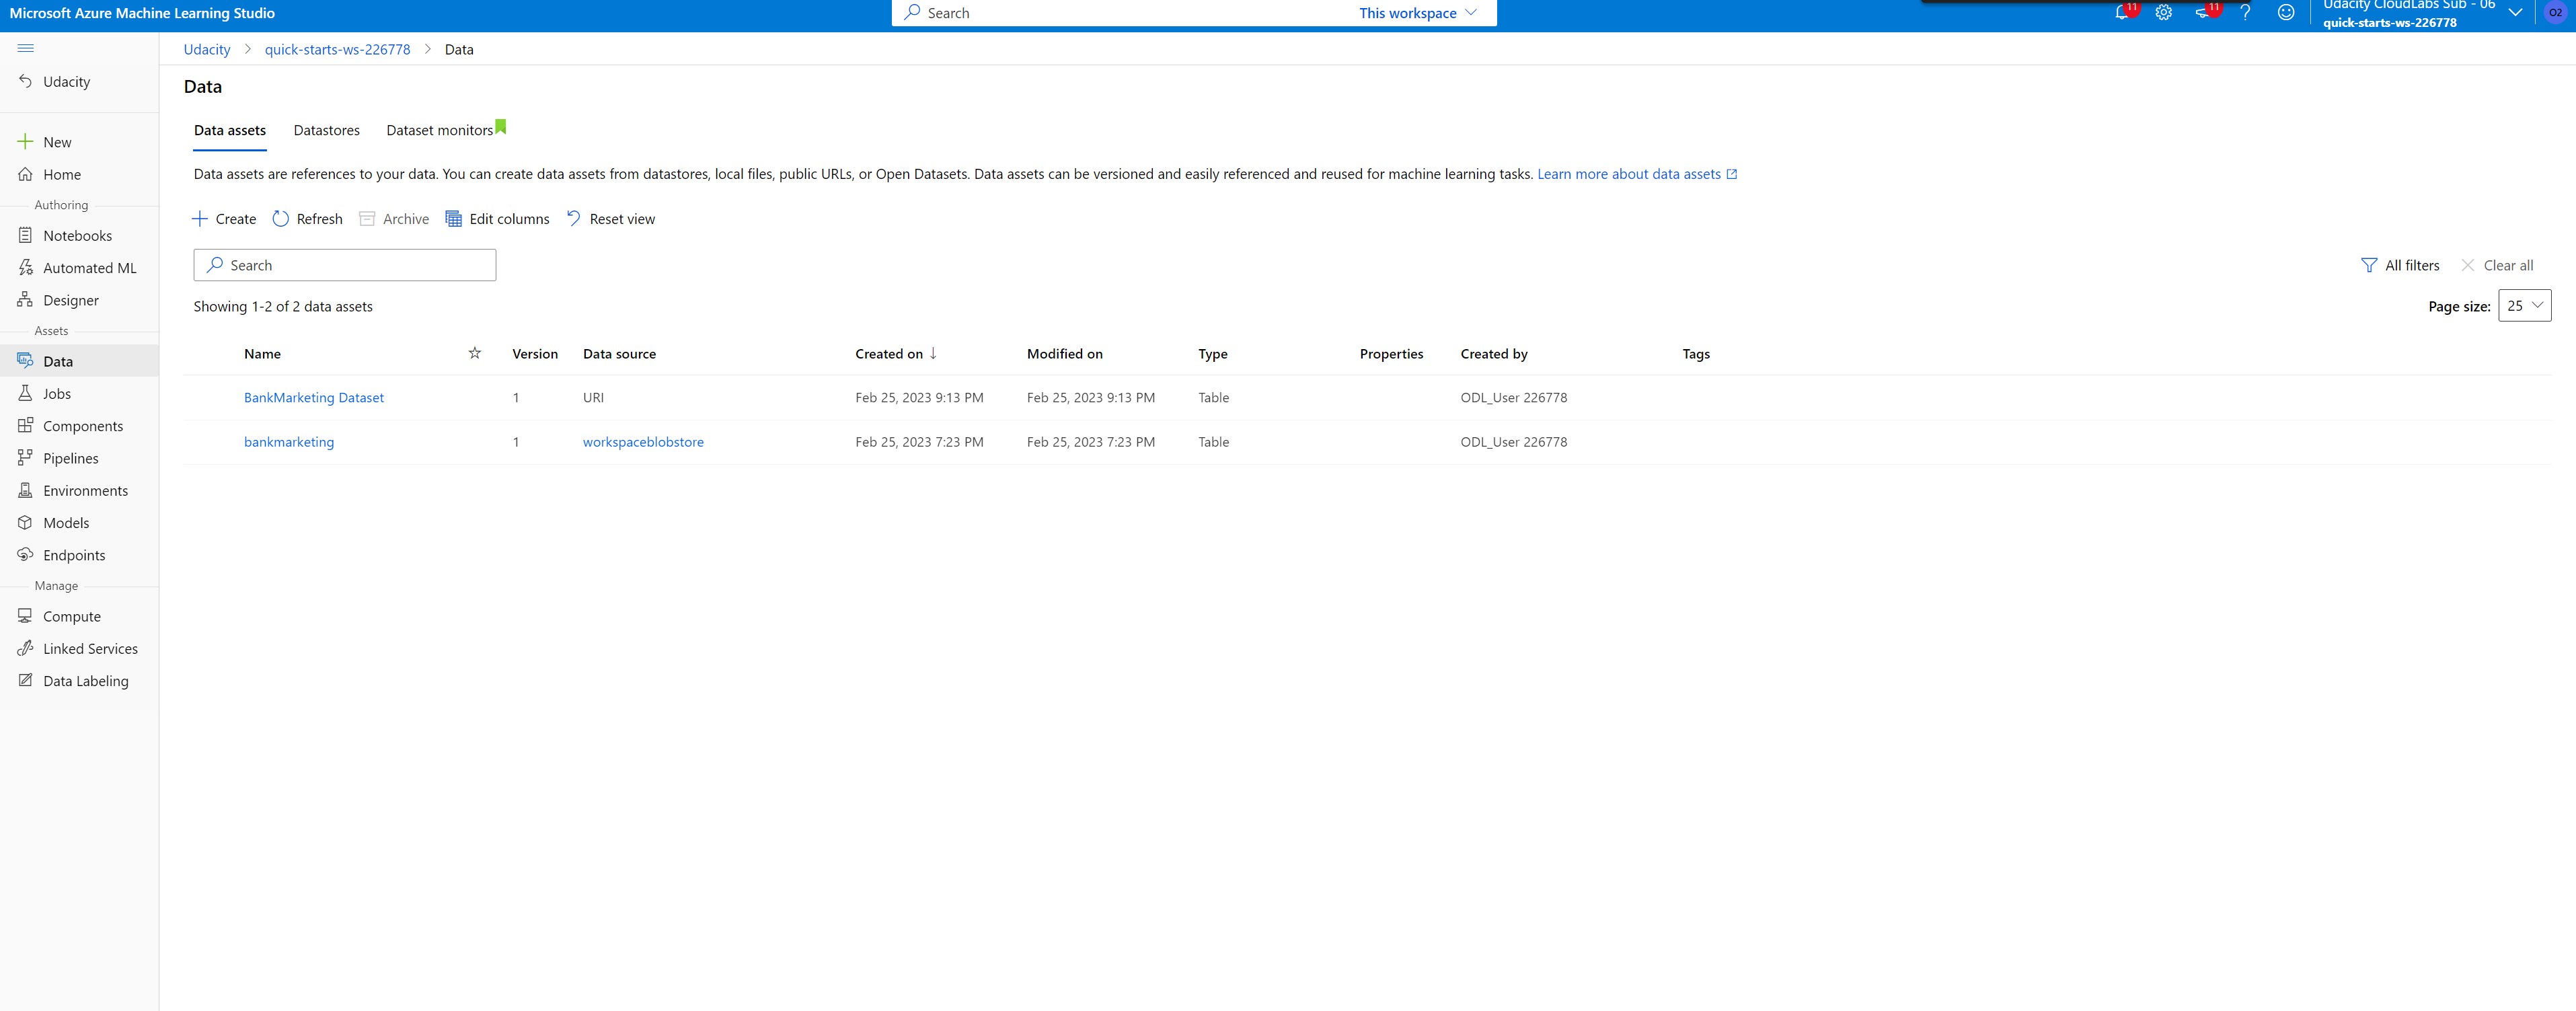 Microsoft Azure Machine Learning Studio
Search
This workspace
11
11
Udacity CloudLabs Sub - 06
quick-starts-ws-226778
O2
Udacity
New
Home
Authoring
Notebooks
Automated ML
Designer
Assets
Data
Jobs
Components
Pipelines
Environments
Models
Endpoints
Manage
Compute
Linked Services
Data Labeling
Udacity > quick-starts-ws-226778 > Data
Data
Data assets Datastores Dataset monitors
Data assets are references to your data. You can create data assets from datastores, local files, public URLs, or Open Datasets. Data assets can be versioned and easily referenced and reused for machine learning tasks. Learn more about data assets
Create Refresh Archive Edit columns Reset view
Search
All filters Clear all
Showing 1-2 of 2 data assets
Page size: 25
Name Version Data source Created on ↓ Modified on Type Properties Created by Tags
BankMarketing Dataset 1 URI Feb 25, 2023 9:13 PM Feb 25, 2023 9:13 PM Table ODL_User 226778
bankmarketing 1 workspaceblobstore Feb 25, 2023 7:23 PM Feb 25, 2023 7:23 PM Table ODL_User 226778